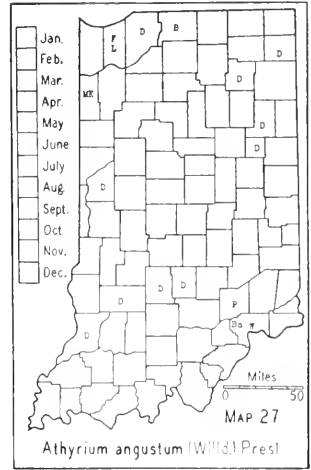 Jan.
Feb.
Mar.
Apr.
May
June
July
Aug.
Sept.
Oct
Nov.
Dec.
F
L
D
B
D
D
MK
D
D
D
D
D
D
P
D
Miles
0 50
MAP 27
Athyrium angustum (Willd.) Presl